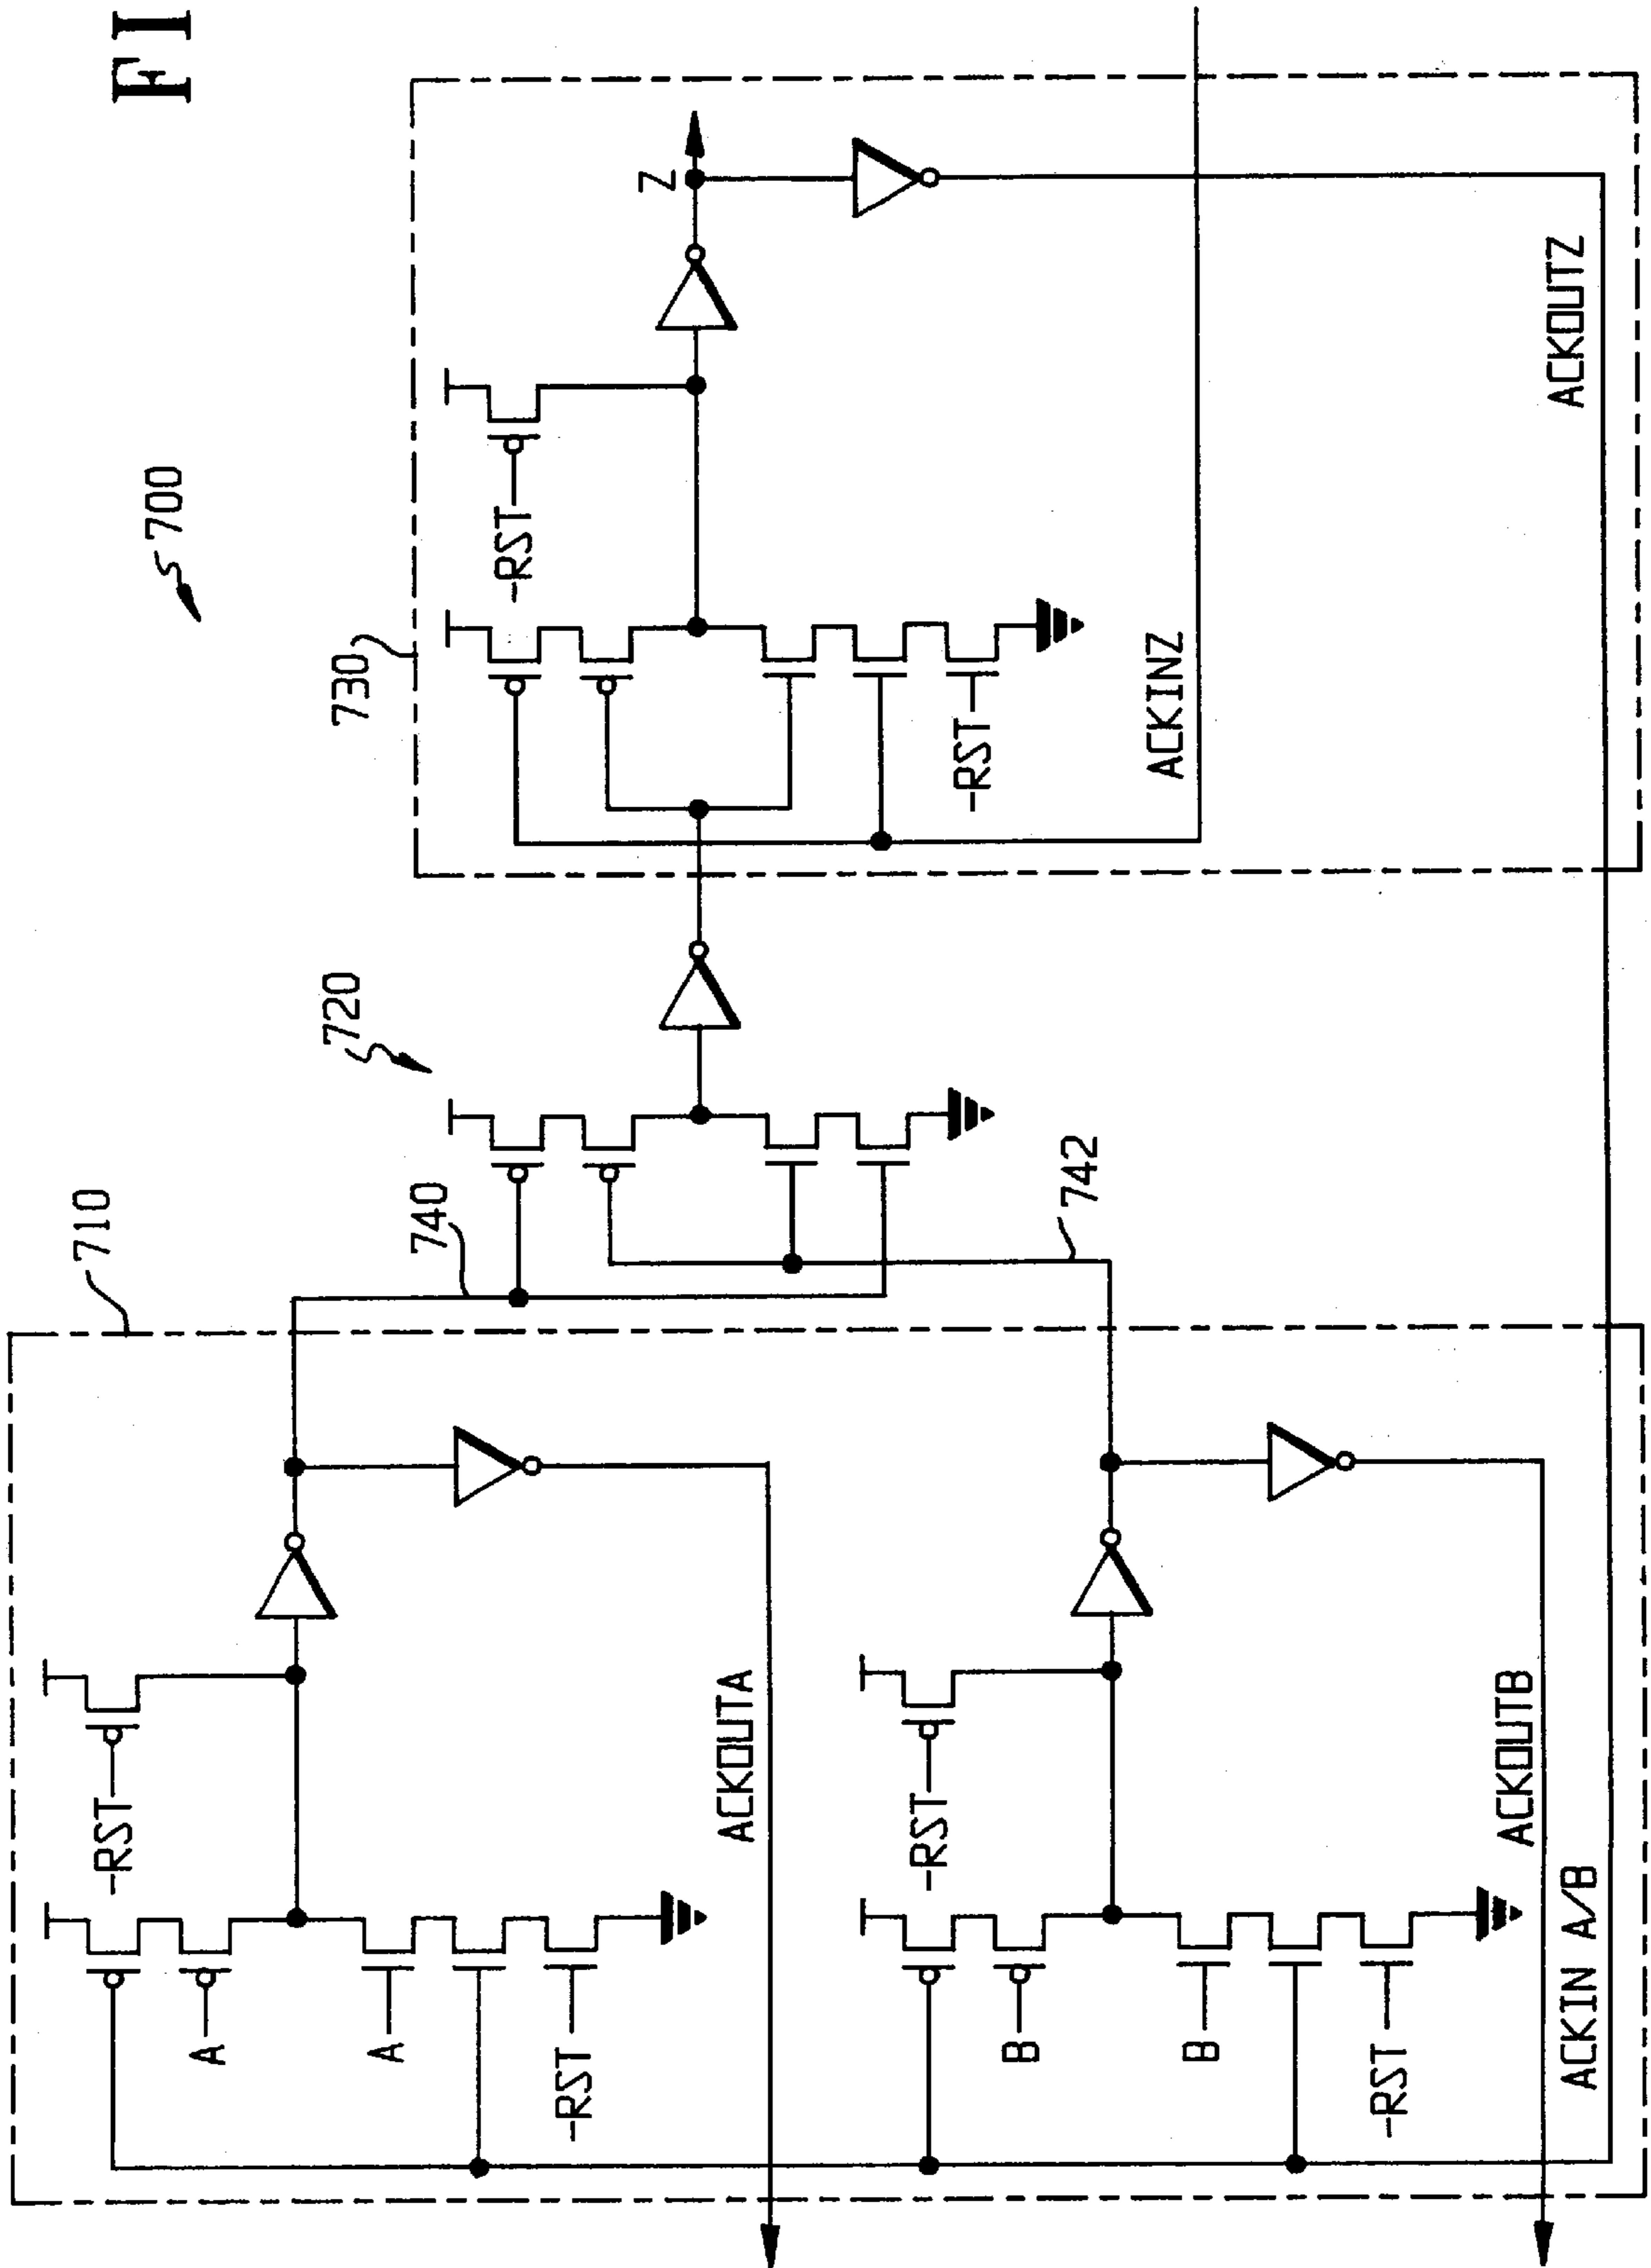 FI
700
710
720
730
740
742
-RST
-RST
Z
-RST
ACKINZ
ACKOUTZ
A
A
-RST
ACKOUTA
-RST
B
B
-RST
ACKOUTB
ACKIN A/B